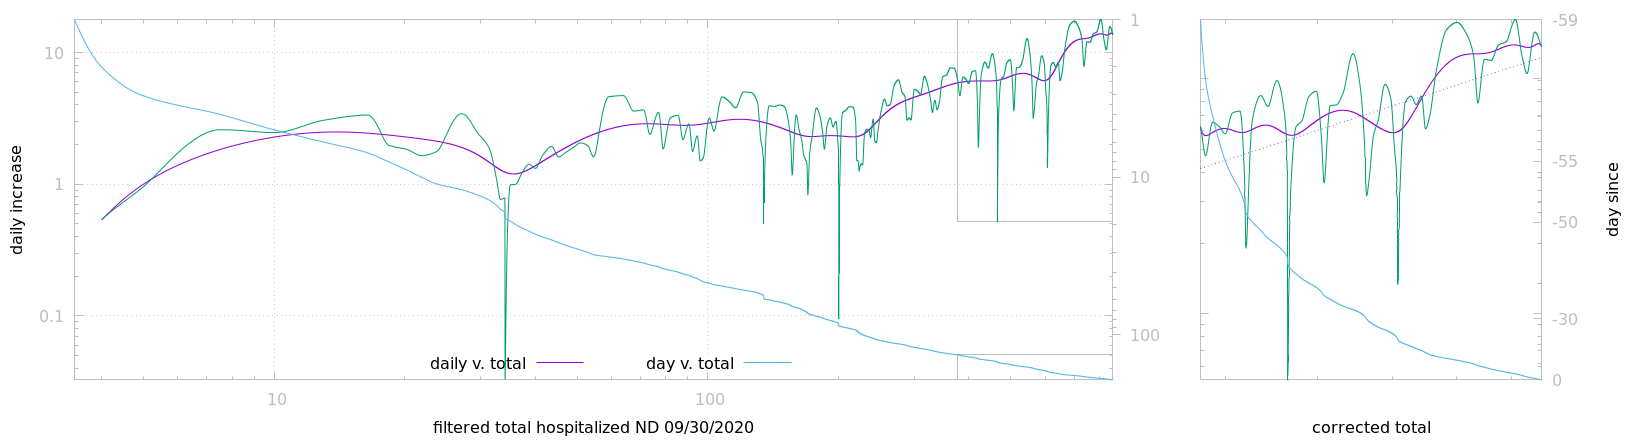 10
1
0.1
daily increase
10
100
filtered total hospitalized ND 09/30/2020
daily v. total
day v. total
1
10
100
-59
-55
-50
-30
0
day since
corrected total